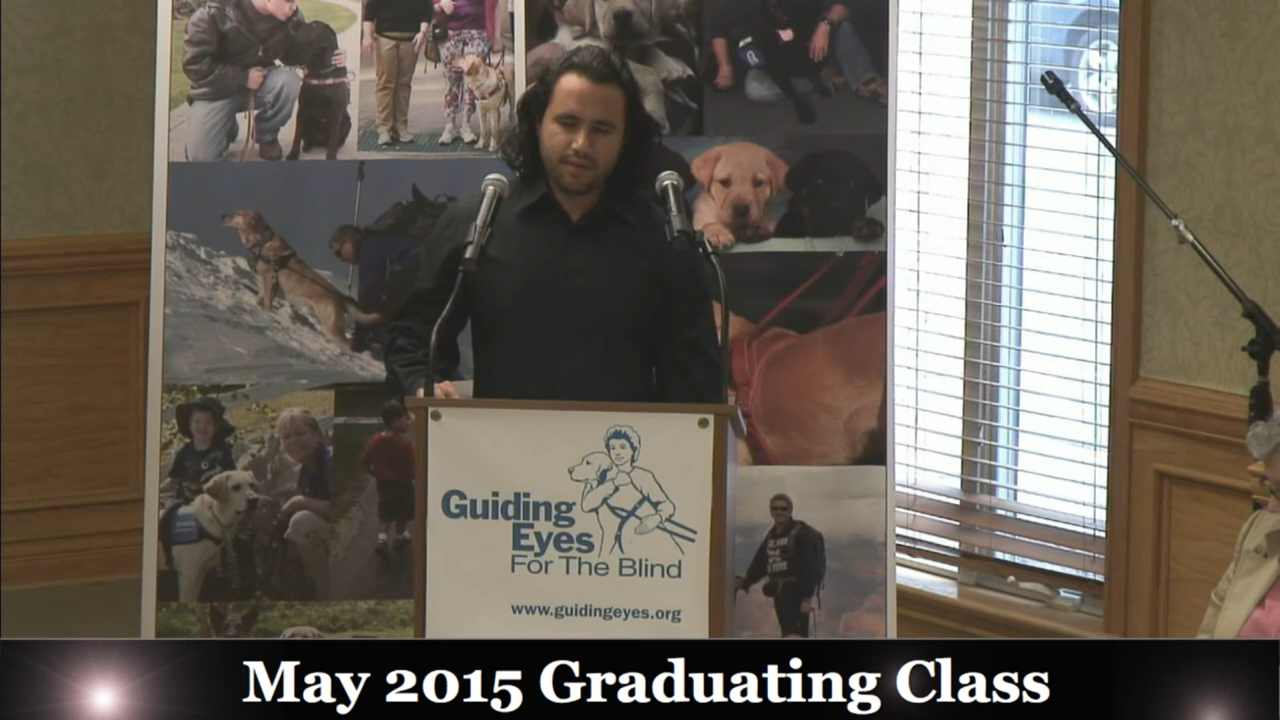 Guiding
Eyes
For The Blind
www.guidingeyes.org
May 2015 Graduating Class